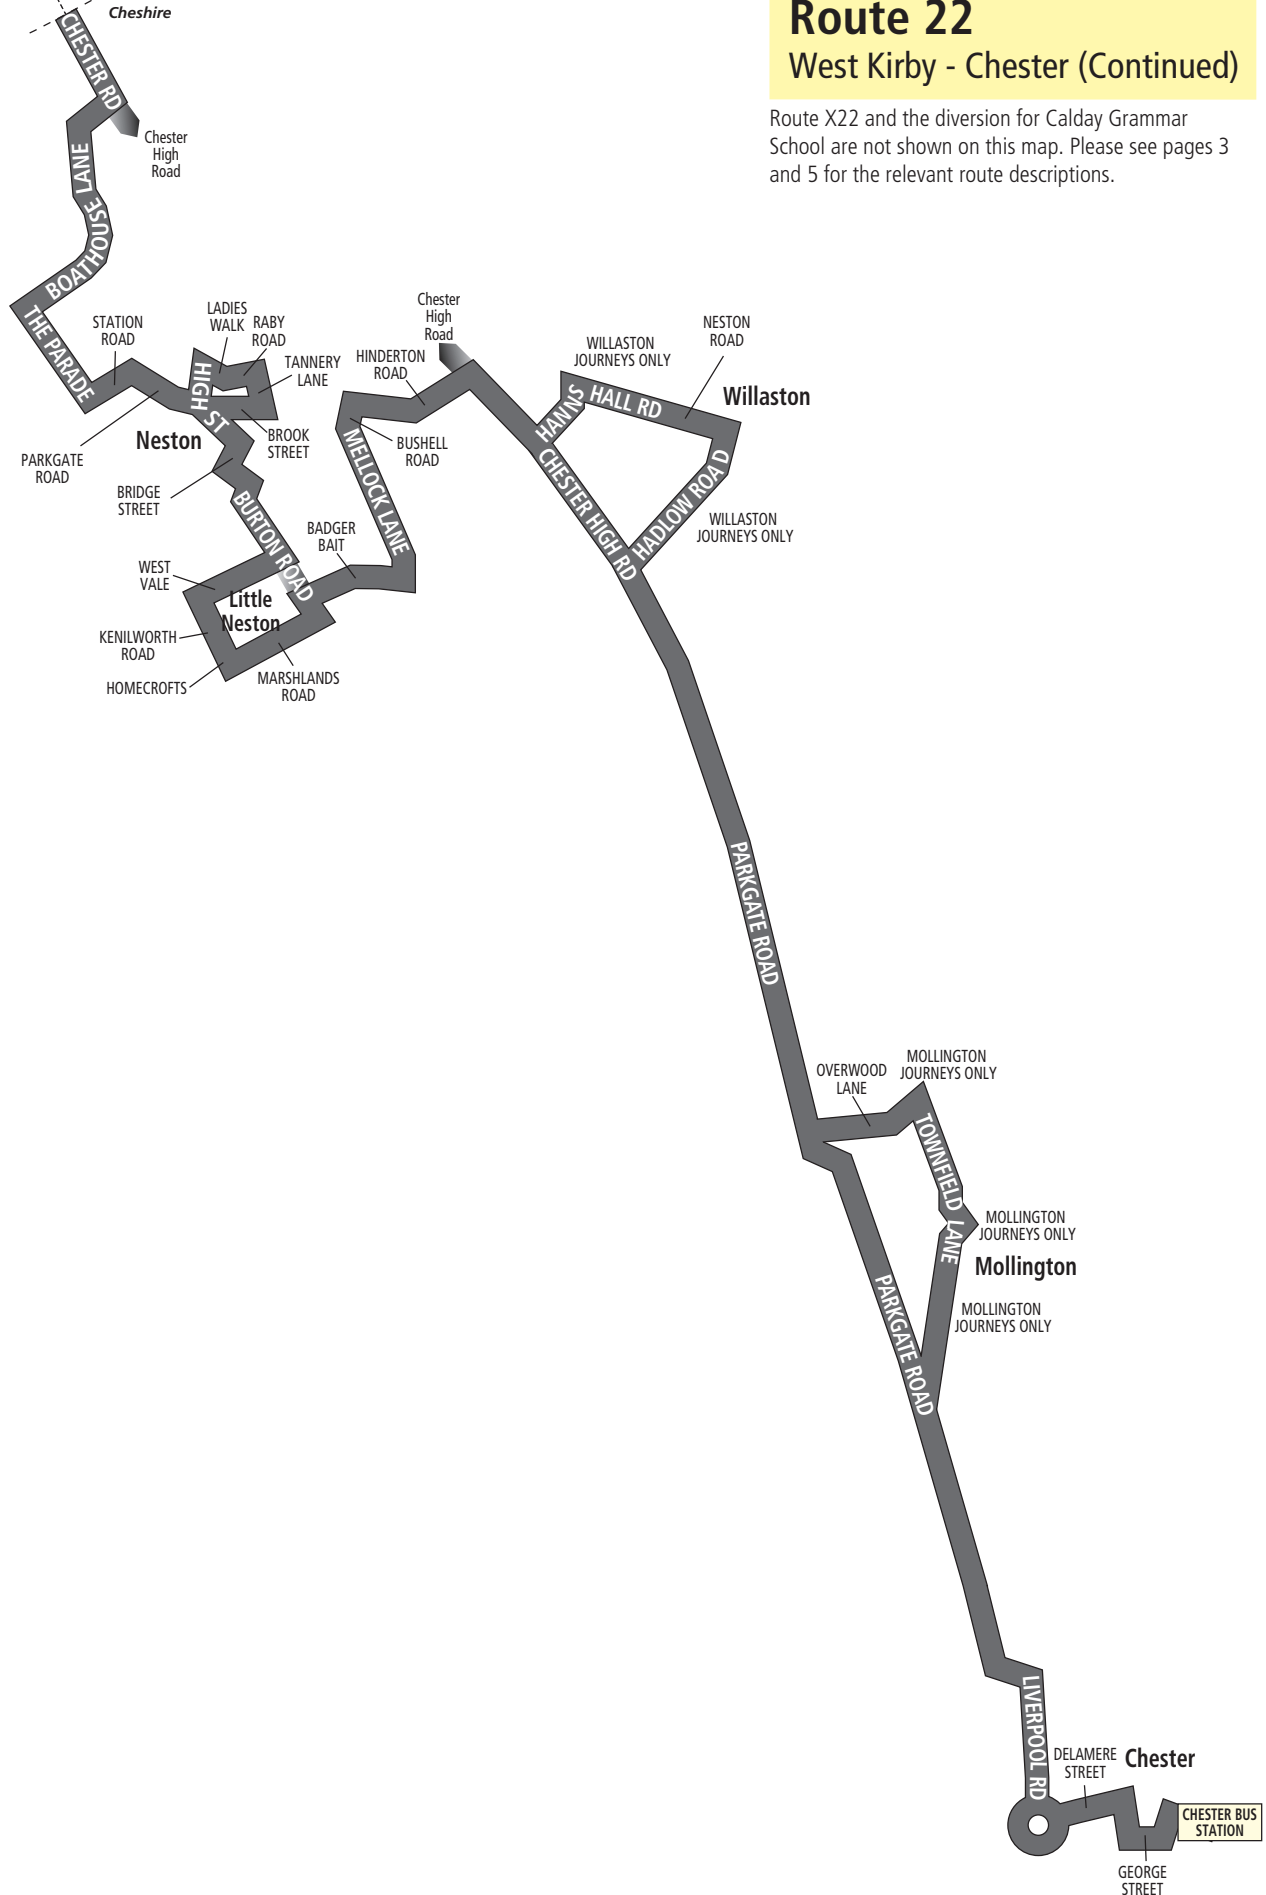 Cheshire
Route 22
West Kirby - Chester (Continued)
Route X22 and the diversion for Calday Grammar
School are not shown on this map. Please see pages 3
and 5 for the relevant route descriptions.
CHESTER RD
Chester
High
Road
BOATHOUSE LANE
THE PARADE
STATION
ROAD
LADIES
WALK
RABY
ROAD
TANNERY
LANE
HIGH ST
Neston
BROOK
STREET
PARKGATE
ROAD
BRIDGE
STREET
BURTON ROAD
WEST
VALE
Little
Neston
KENILWORTH
ROAD
HOMECROFTS
MARSHLANDS
ROAD
BADGER
BAIT
MELLOCK LANE
BUSHELL
ROAD
HINDERTON
ROAD
Chester
High
Road
WILLASTON
JOURNEYS ONLY
NESTON
ROAD
HANNS HALL RD
Willaston
CHESTER HIGH RD
HADLOW ROAD
WILLASTON
JOURNEYS ONLY
PARKGATE ROAD
OVERWOOD
LANE
MOLLINGTON
JOURNEYS ONLY
TOWNFIELD LANE
MOLLINGTON
JOURNEYS ONLY
Mollington
MOLLINGTON
JOURNEYS ONLY
PARKGATE ROAD
LIVERPOOL RD
DELAMERE
STREET
Chester
CHESTER BUS
STATION
GEORGE
STREET